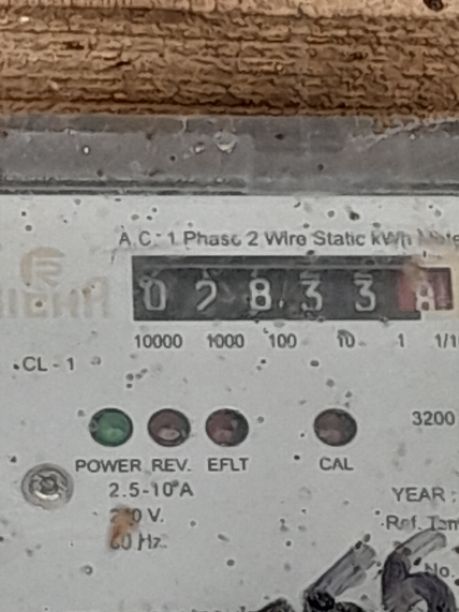 A.C. 1 Phase 2 Wire Static kWh
0 2 8 3 3
10000 1000 100 10 1
CL - 1
3200
POWER REV. EFLT CAL
2.5-10 A
YEAR :
V.
Hz.
No.